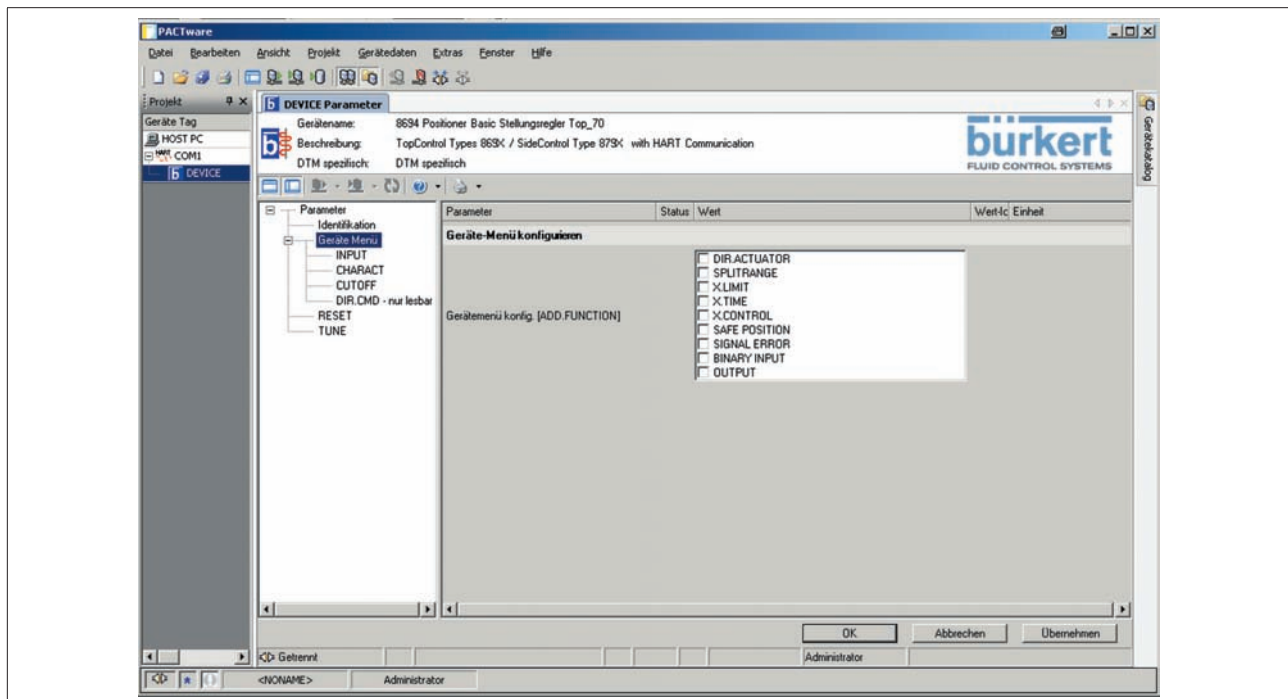 PACTware
Datei Bearbeiten Ansicht Projekt Gerätedaten Extras Fenster Hilfe
Projekt
DEVICE Parameter
Geräte Tag
HOST PC
COM1
DEVICE
Gerätename: 8694 Positioner Basic Stellungsregler Top_70
Beschreibung: TopControl Types 869X / SideControl Type 879X with HART Communication
DTM spezifisch: DTM spezifisch
bürkert
FLUID CONTROL SYSTEMS
Gerätekatalog
Parameter
Identifikation
Geräte Menü
INPUT
CHARACT
CUTOFF
DIR.CMD - nur lesbar
RESET
TUNE
Parameter Status Wert Wert-Ic Einheit
Geräte-Menü konfigurieren
Gerätemenü konfig. [ADD.FUNCTION]
DIR.ACTUATOR
SPLITRANGE
X.LIMIT
X.TIME
X.CONTROL
SAFE POSITION
SIGNAL ERROR
BINARY INPUT
OUTPUT
OK Abbrechen Übernehmen
Getrennt Administrator
<NONAME> Administrator